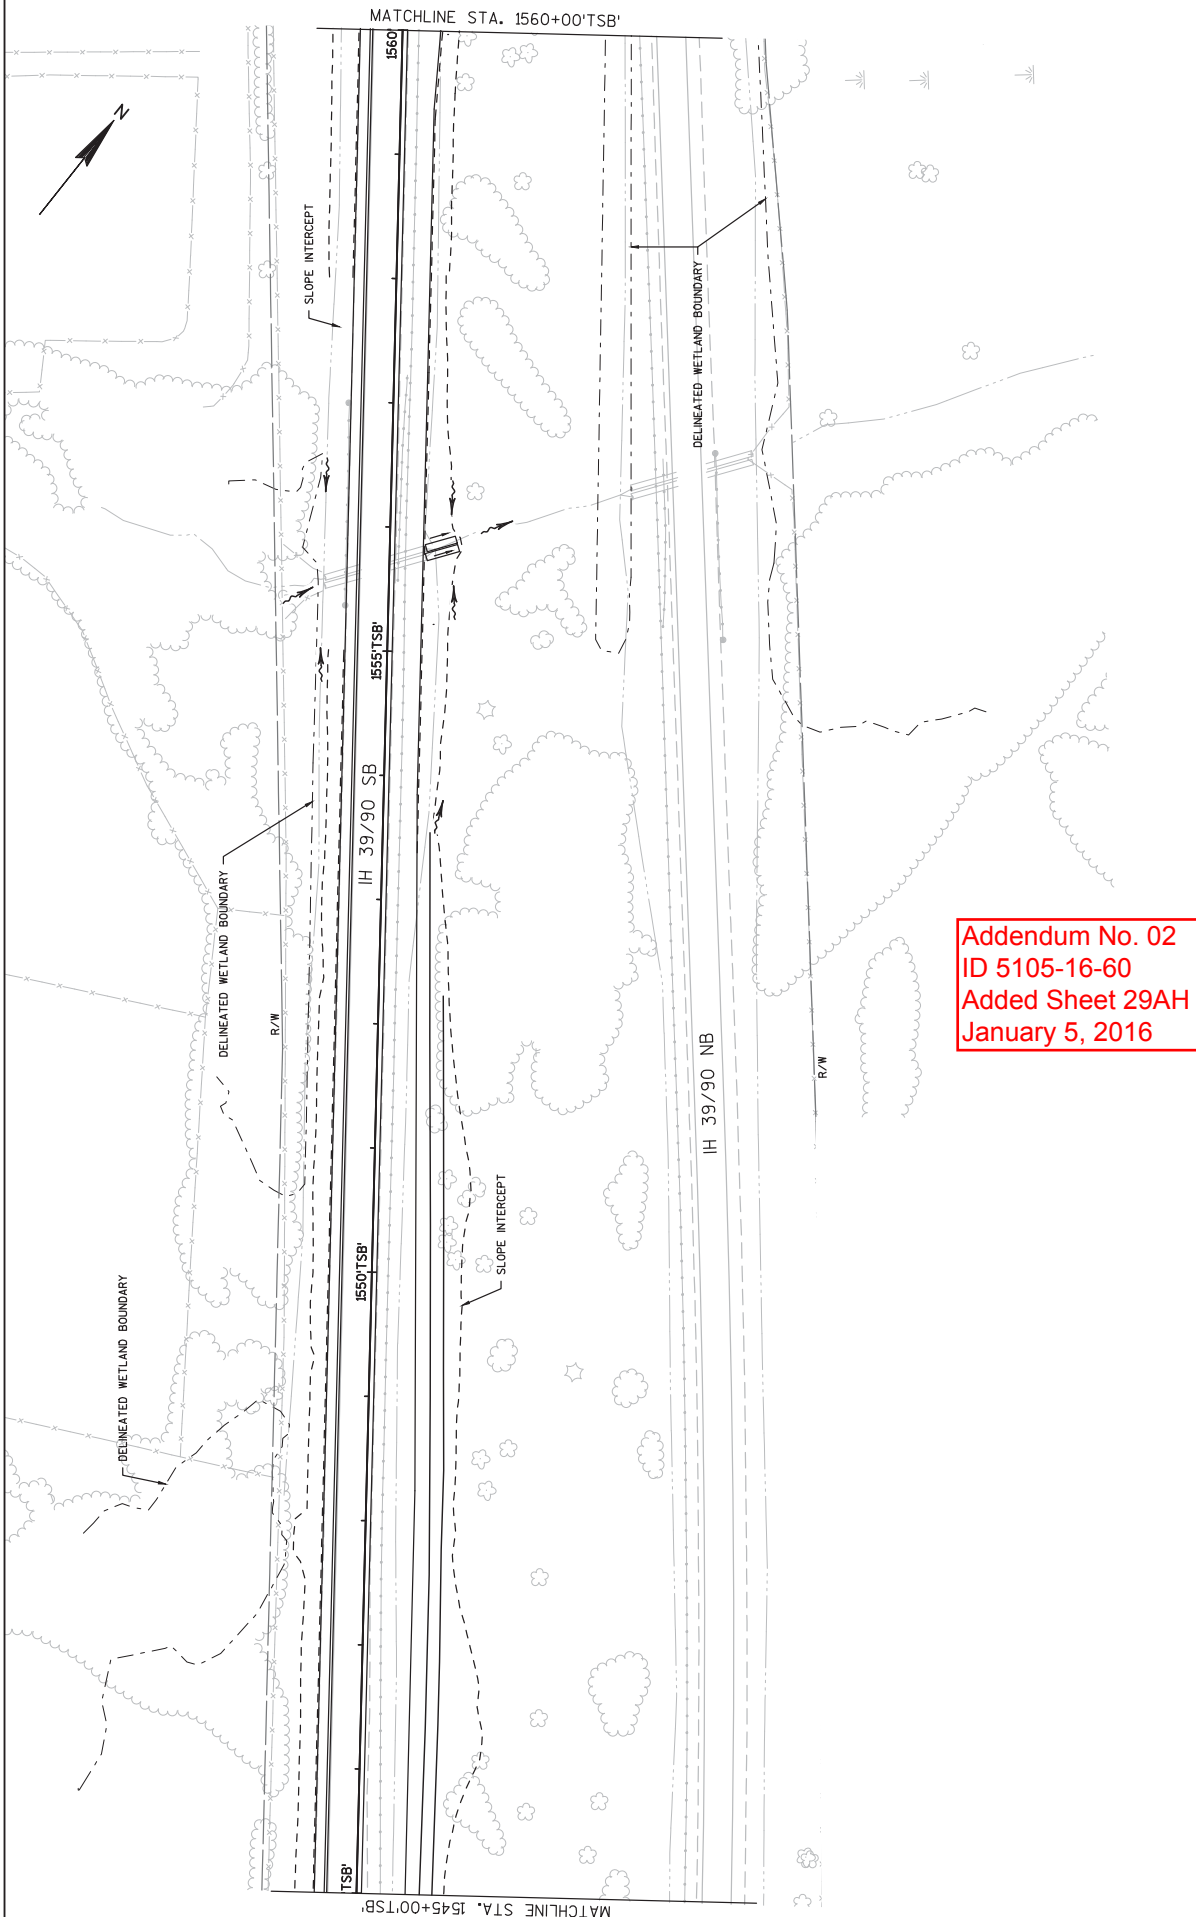 MATCHLINE STA. 1560+00'TSB'
1560
N
SLOPE INTERCEPT
DELINEATED WETLAND BOUNDARY
1555'TSB'
IH 39/90 SB
DELINEATED WETLAND BOUNDARY
R/W
Addendum No. 02
ID 5105-16-60
Added Sheet 29AH
January 5, 2016
IH 39/90 NB
R/W
SLOPE INTERCEPT
1550'TSB'
DELINEATED WETLAND BOUNDARY
TSB'
MATCHLINE STA. 1545+00'TSB'